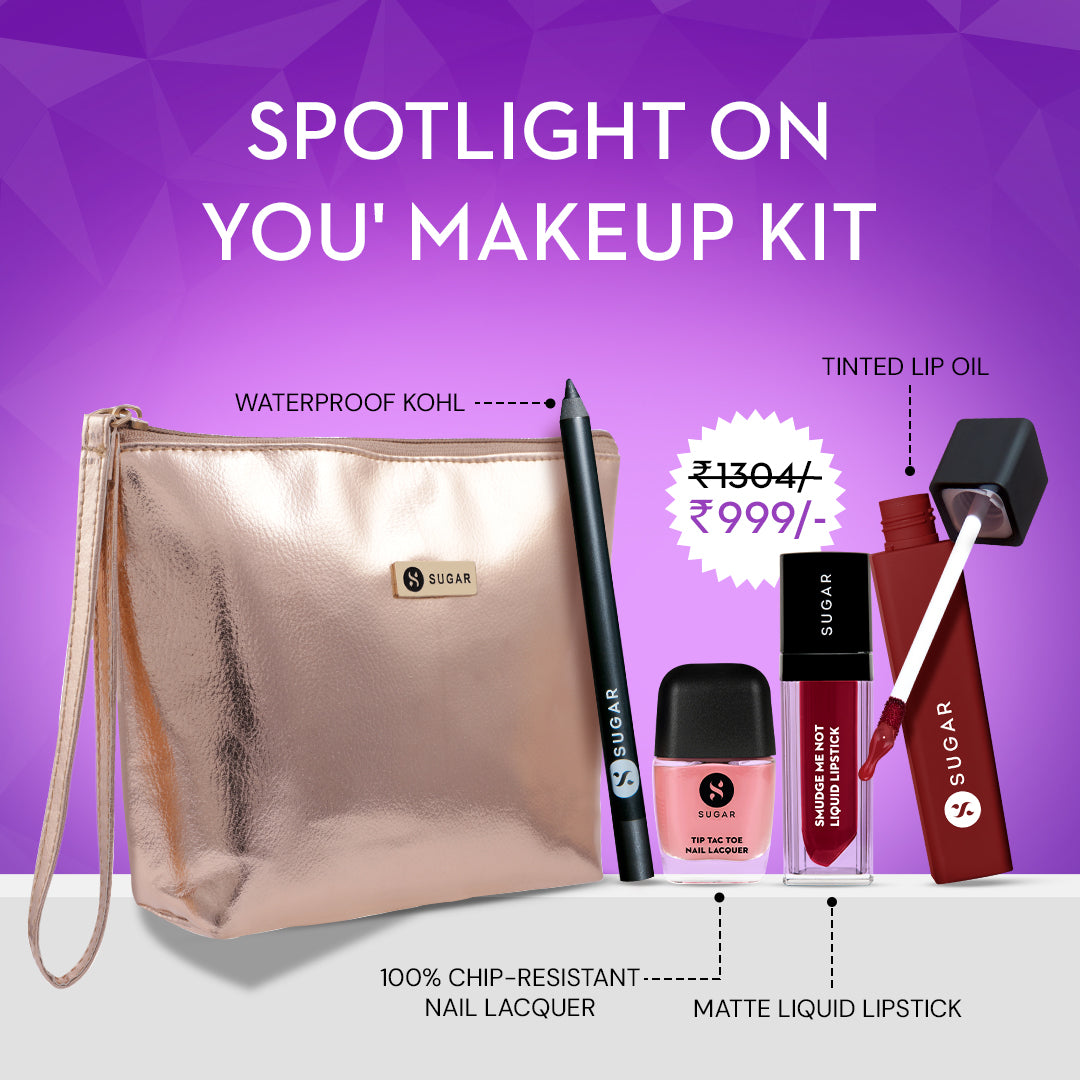 SPOTLIGHT ON
YOU' MAKEUP KIT
TINTED LIP OIL
WATERPROOF KOHL
₹1304/-
₹999/-
SUGAR
SUGAR
SUGAR
TIP TAC TOE
NAIL LACQUER
SUGAR
SMUDGE ME NOT
LIQUID LIPSTICK
SUGAR
100% CHIP-RESISTANT
NAIL LACQUER
MATTE LIQUID LIPSTICK